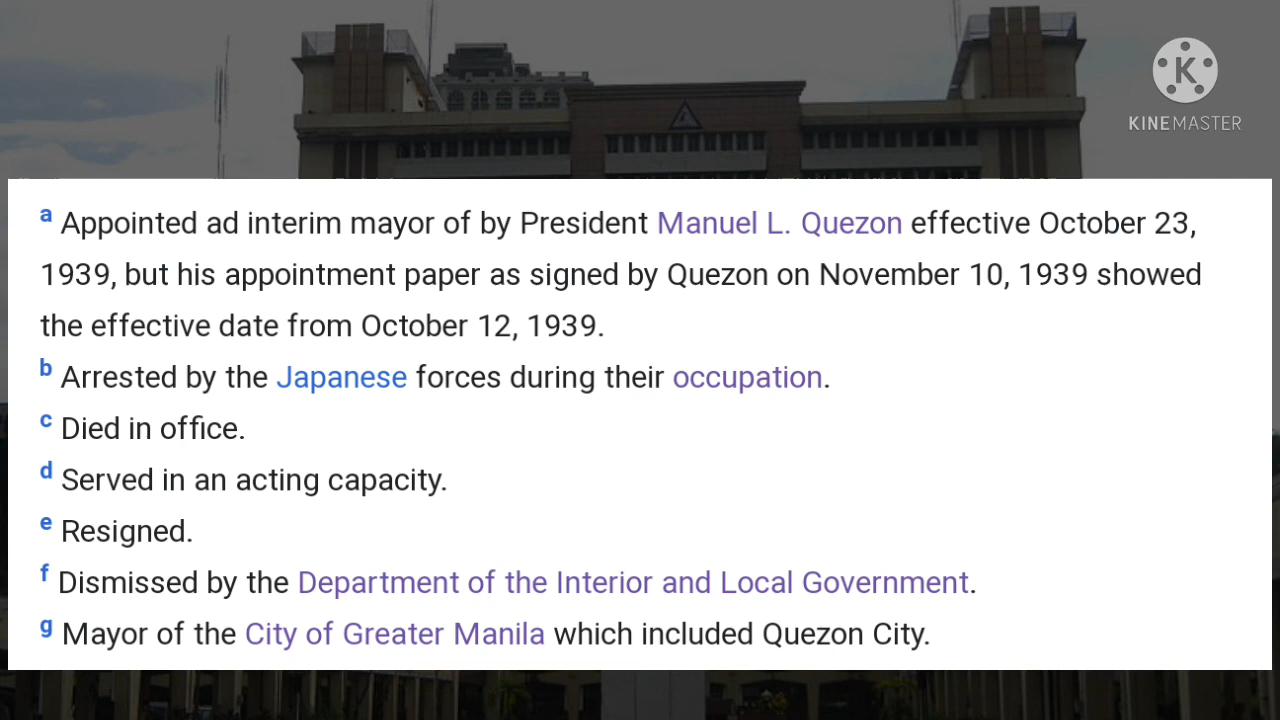 KINEMASTER
a Appointed ad interim mayor of by President Manuel L. Quezon effective October 23,
1939, but his appointment paper as signed by Quezon on November 10, 1939 showed
the effective date from October 12, 1939.
b Arrested by the Japanese forces during their occupation.
c Died in office.
d Served in an acting capacity.
e Resigned.
f Dismissed by the Department of the Interior and Local Government.
g Mayor of the City of Greater Manila which included Quezon City.